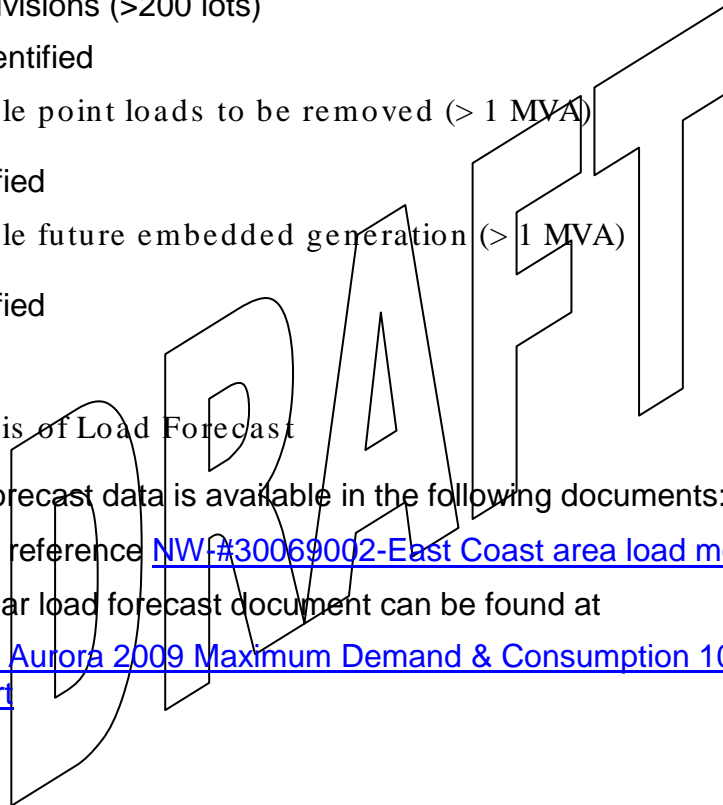 visions (>200 lots)
entified
le point loads to be removed (> 1 MVA)
fied
le future embedded generation (> 1 MVA)
fied
is of Load Forecast
orecast data is available in the following documents:
reference NW-#30069002-East Coast area load m
ar load forecast document can be found at
Aurora 2009 Maximum Demand & Consumption 10
rt
DRAFT